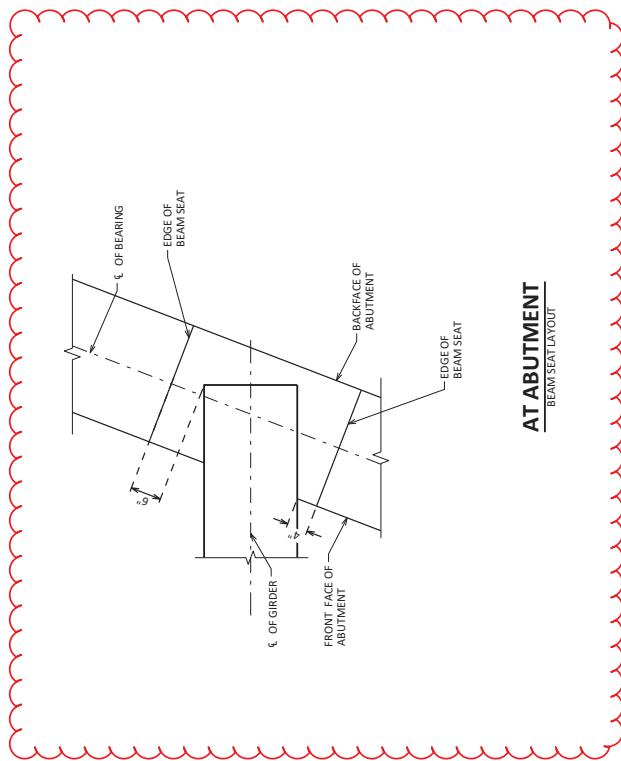 ℄ OF BEARING
EDGE OF
BEAM SEAT
BACKFACE OF
ABUTMENT
EDGE OF
BEAM SEAT
6"
4"
℄ OF GIRDER
FRONT FACE OF
ABUTMENT
AT ABUTMENT
BEAM SEAT LAYOUT